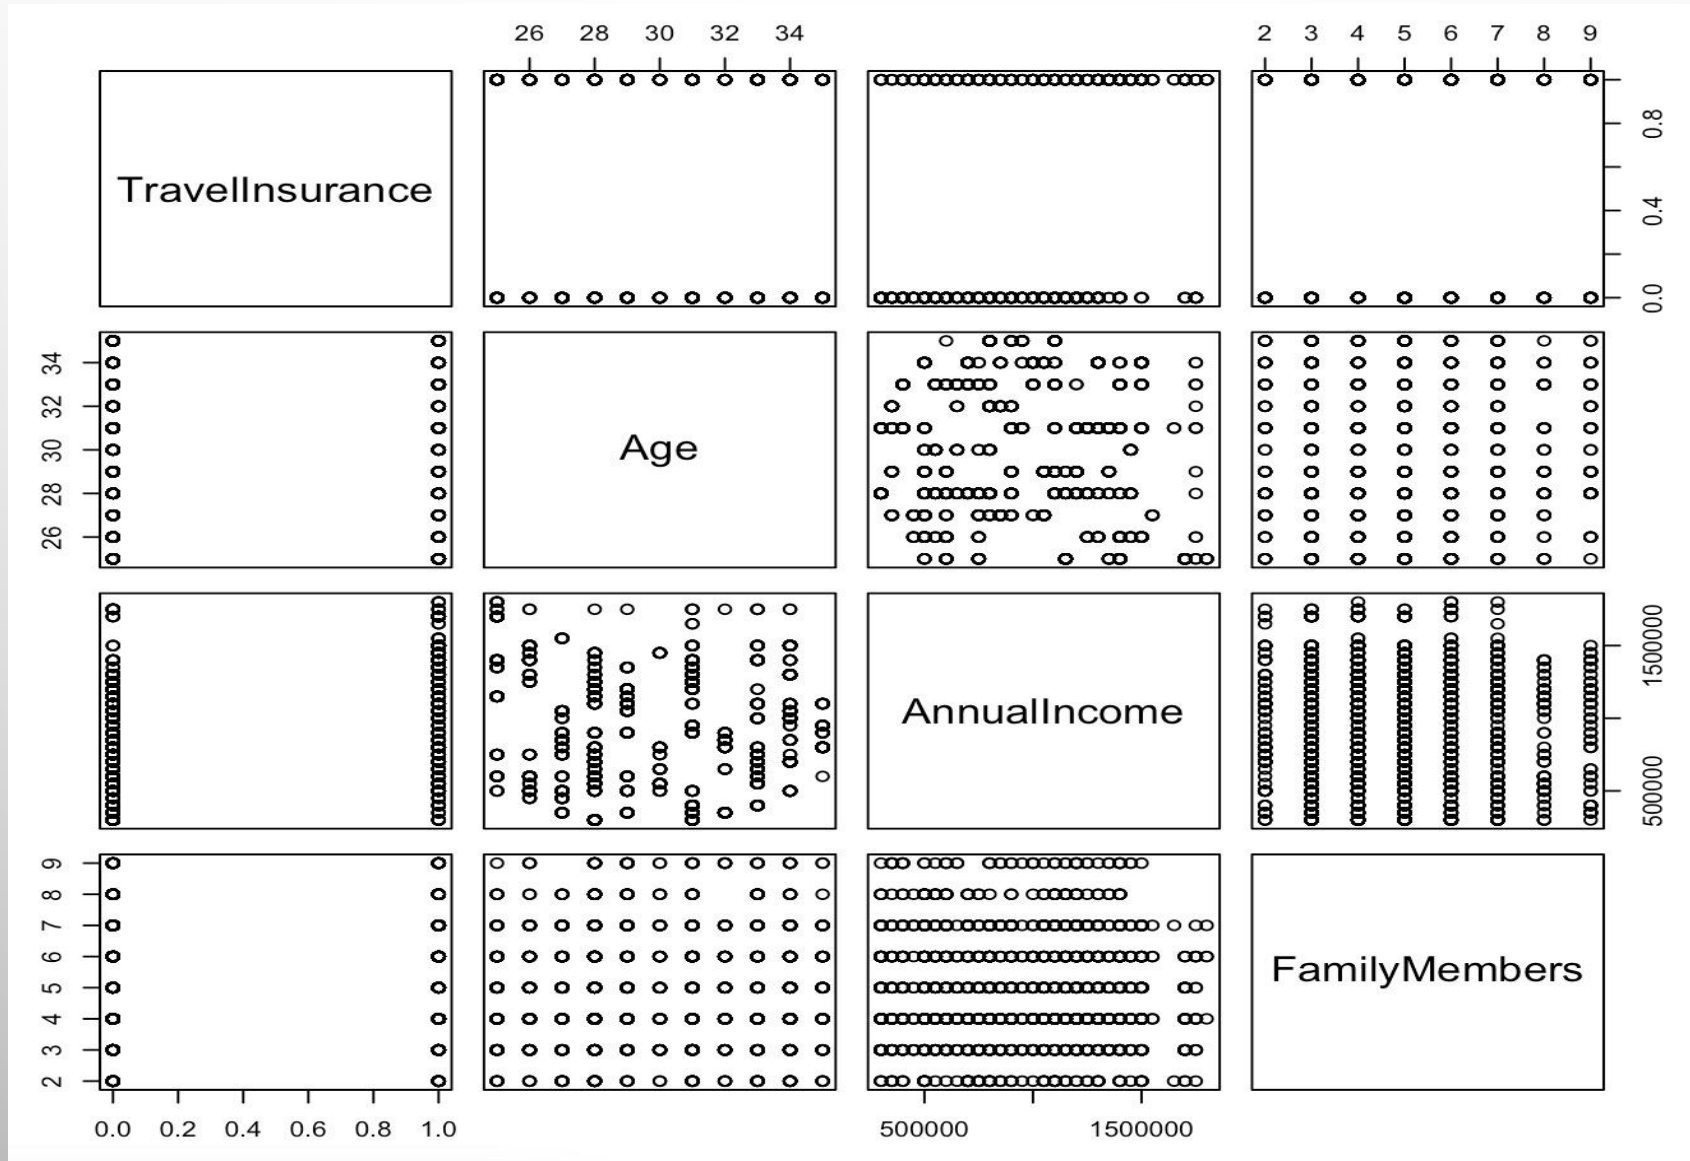 26 28 30 32 34
2 3 4 5 6 7 8 9
TravelInsurance
0.0 0.4 0.8
26 28 30 32 34
Age
AnnualIncome
500000 1500000
2 3 4 5 6 7 8 9
FamilyMembers
0.0 0.2 0.4 0.6 0.8 1.0
500000 1500000